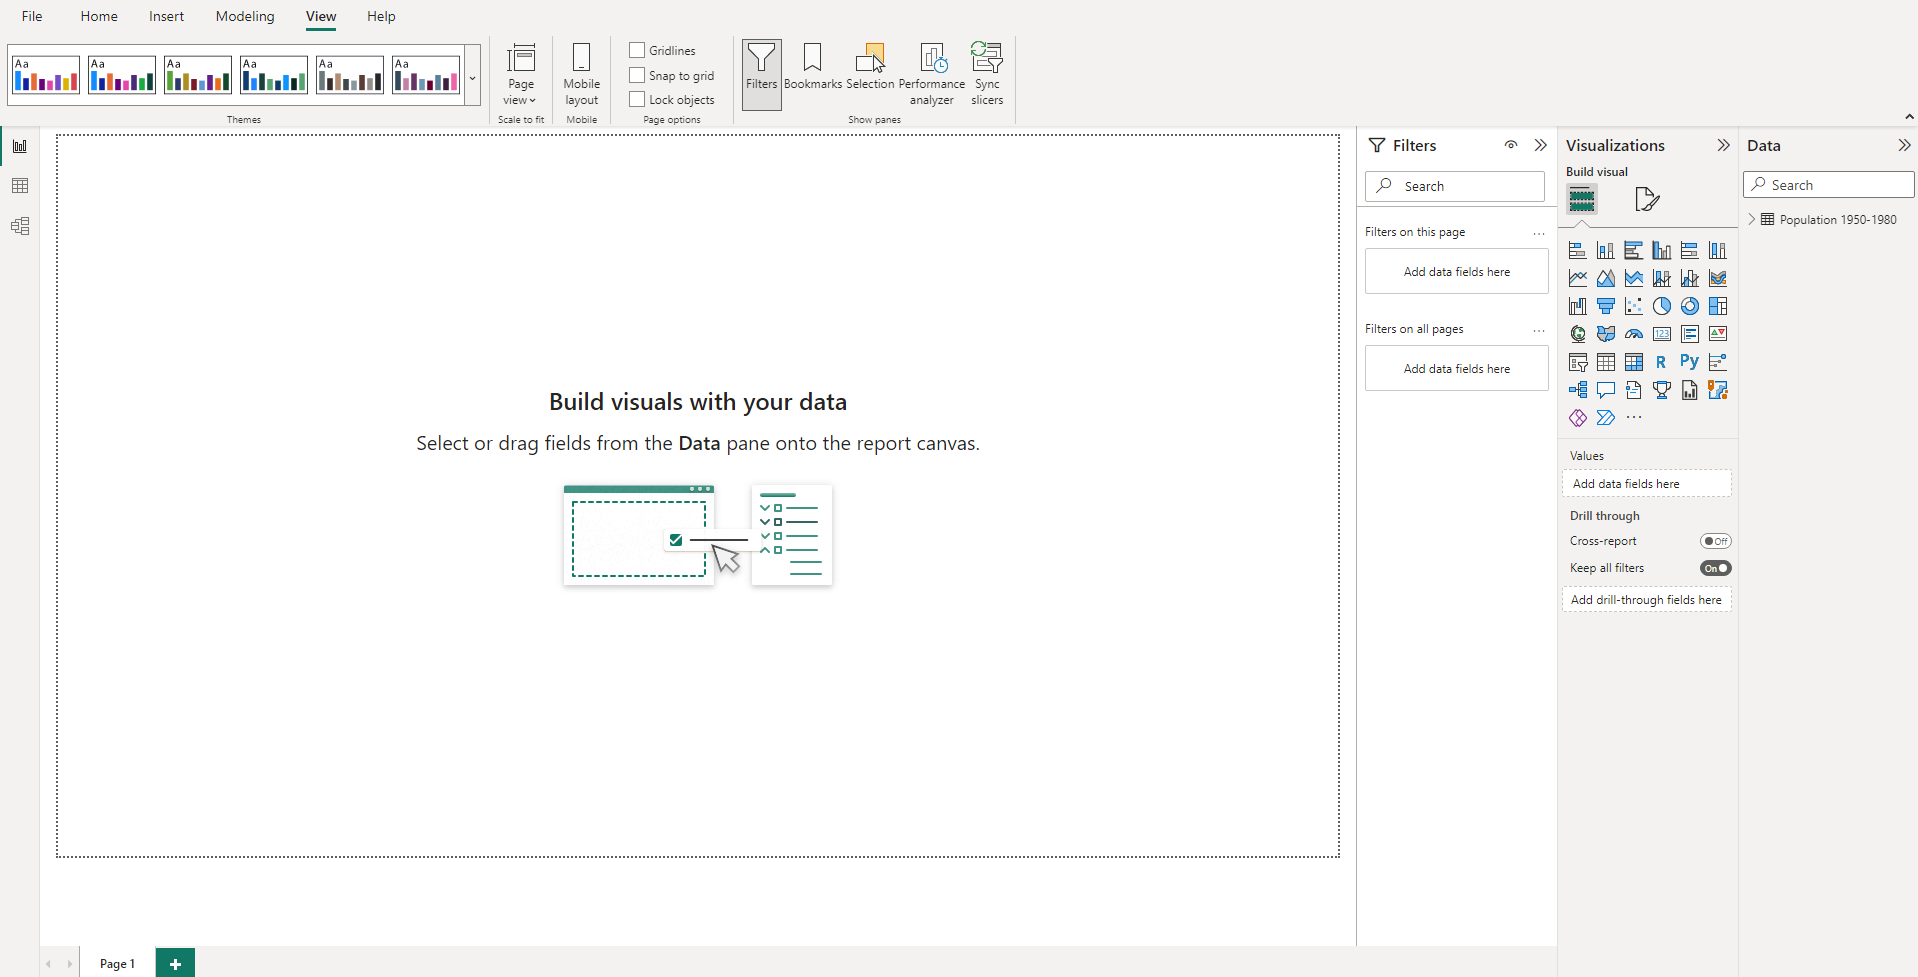 File Home Insert Modeling View Help
Aa Aa Aa Aa Aa Aa
Themes
Page
view
Scale to fit
Mobile
layout
Mobile
Gridlines
Snap to grid
Lock objects
Page options
Filters
Bookmarks
Selection
Performance
analyzer
Sync
slicers
Show panes
Build visuals with your data
Select or drag fields from the Data pane onto the report canvas.
Filters
Search
Filters on this page ...
Add data fields here
Filters on all pages ...
Add data fields here
Visualizations
Build visual
123
R Py
...
Values
Add data fields here
Drill through
Cross-report Off
Keep all filters On
Add drill-through fields here
Data
Search
Population 1950-1980
Page 1 +